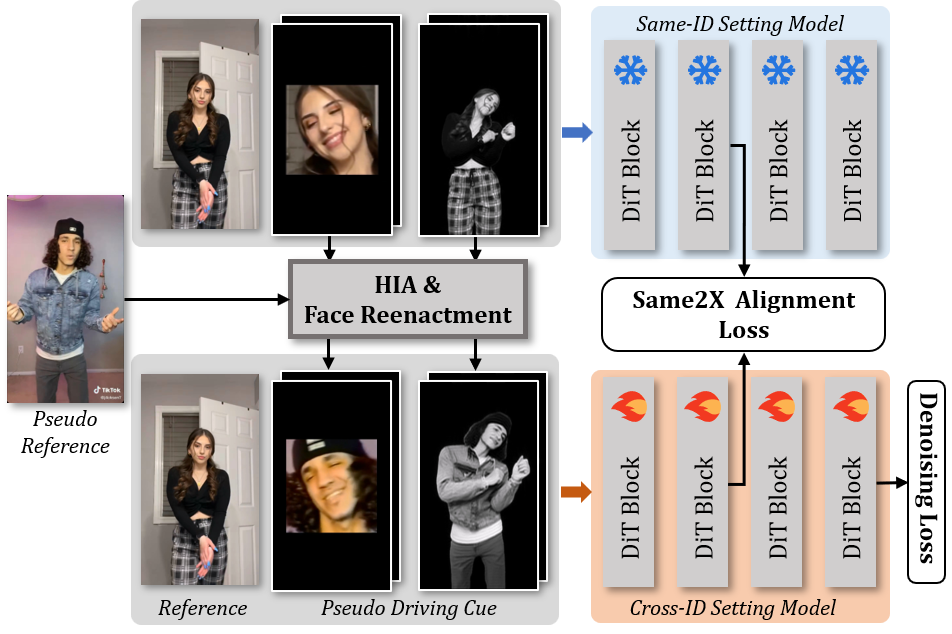 Same-ID Setting Model
DiT Block
DiT Block
DiT Block
DiT Block
HIA &
Face Reenactment
Same2X Alignment
Loss
TikTok
Pseudo
Reference
DiT Block
DiT Block
DiT Block
DiT Block
Denoising Loss
Reference
Pseudo Driving Cue
Cross-ID Setting Model